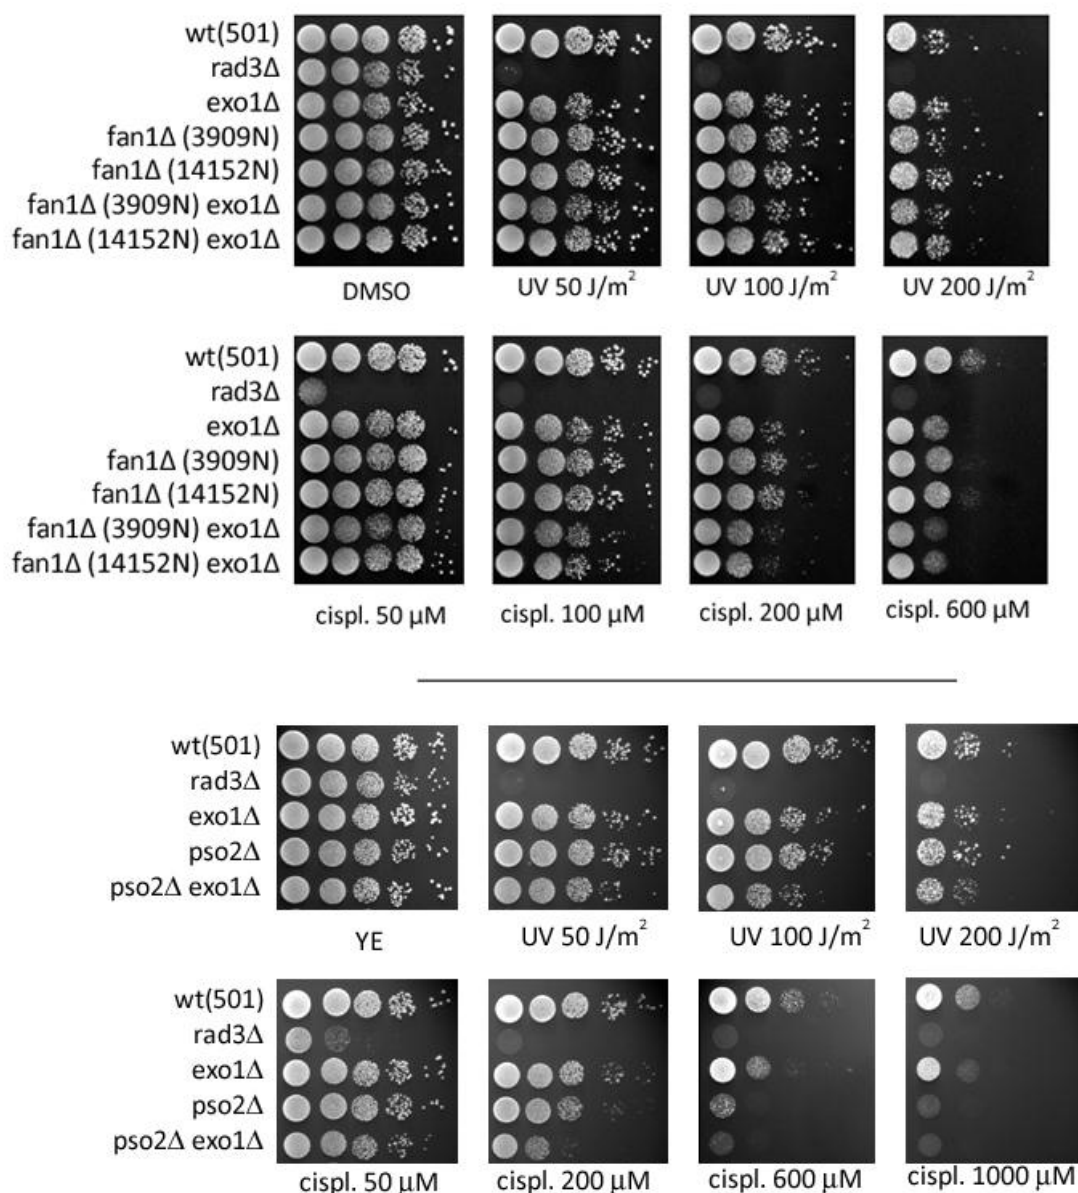 wt(501)
rad3Δ
exo1Δ
fan1Δ (3909N)
fan1Δ (14152N)
fan1Δ (3909N) exo1Δ
fan1Δ (14152N) exo1Δ
DMSO UV 50 J/m² UV 100 J/m² UV 200 J/m²
wt(501)
rad3Δ
exo1Δ
fan1Δ (3909N)
fan1Δ (14152N)
fan1Δ (3909N) exo1Δ
fan1Δ (14152N) exo1Δ
cispl. 50 μM cispl. 100 μM cispl. 200 μM cispl. 600 μM
wt(501)
rad3Δ
exo1Δ
pso2Δ
pso2Δ exo1Δ
YE UV 50 J/m² UV 100 J/m² UV 200 J/m²
wt(501)
rad3Δ
exo1Δ
pso2Δ
pso2Δ exo1Δ
cispl. 50 μM cispl. 200 μM cispl. 600 μM cispl. 1000 μM